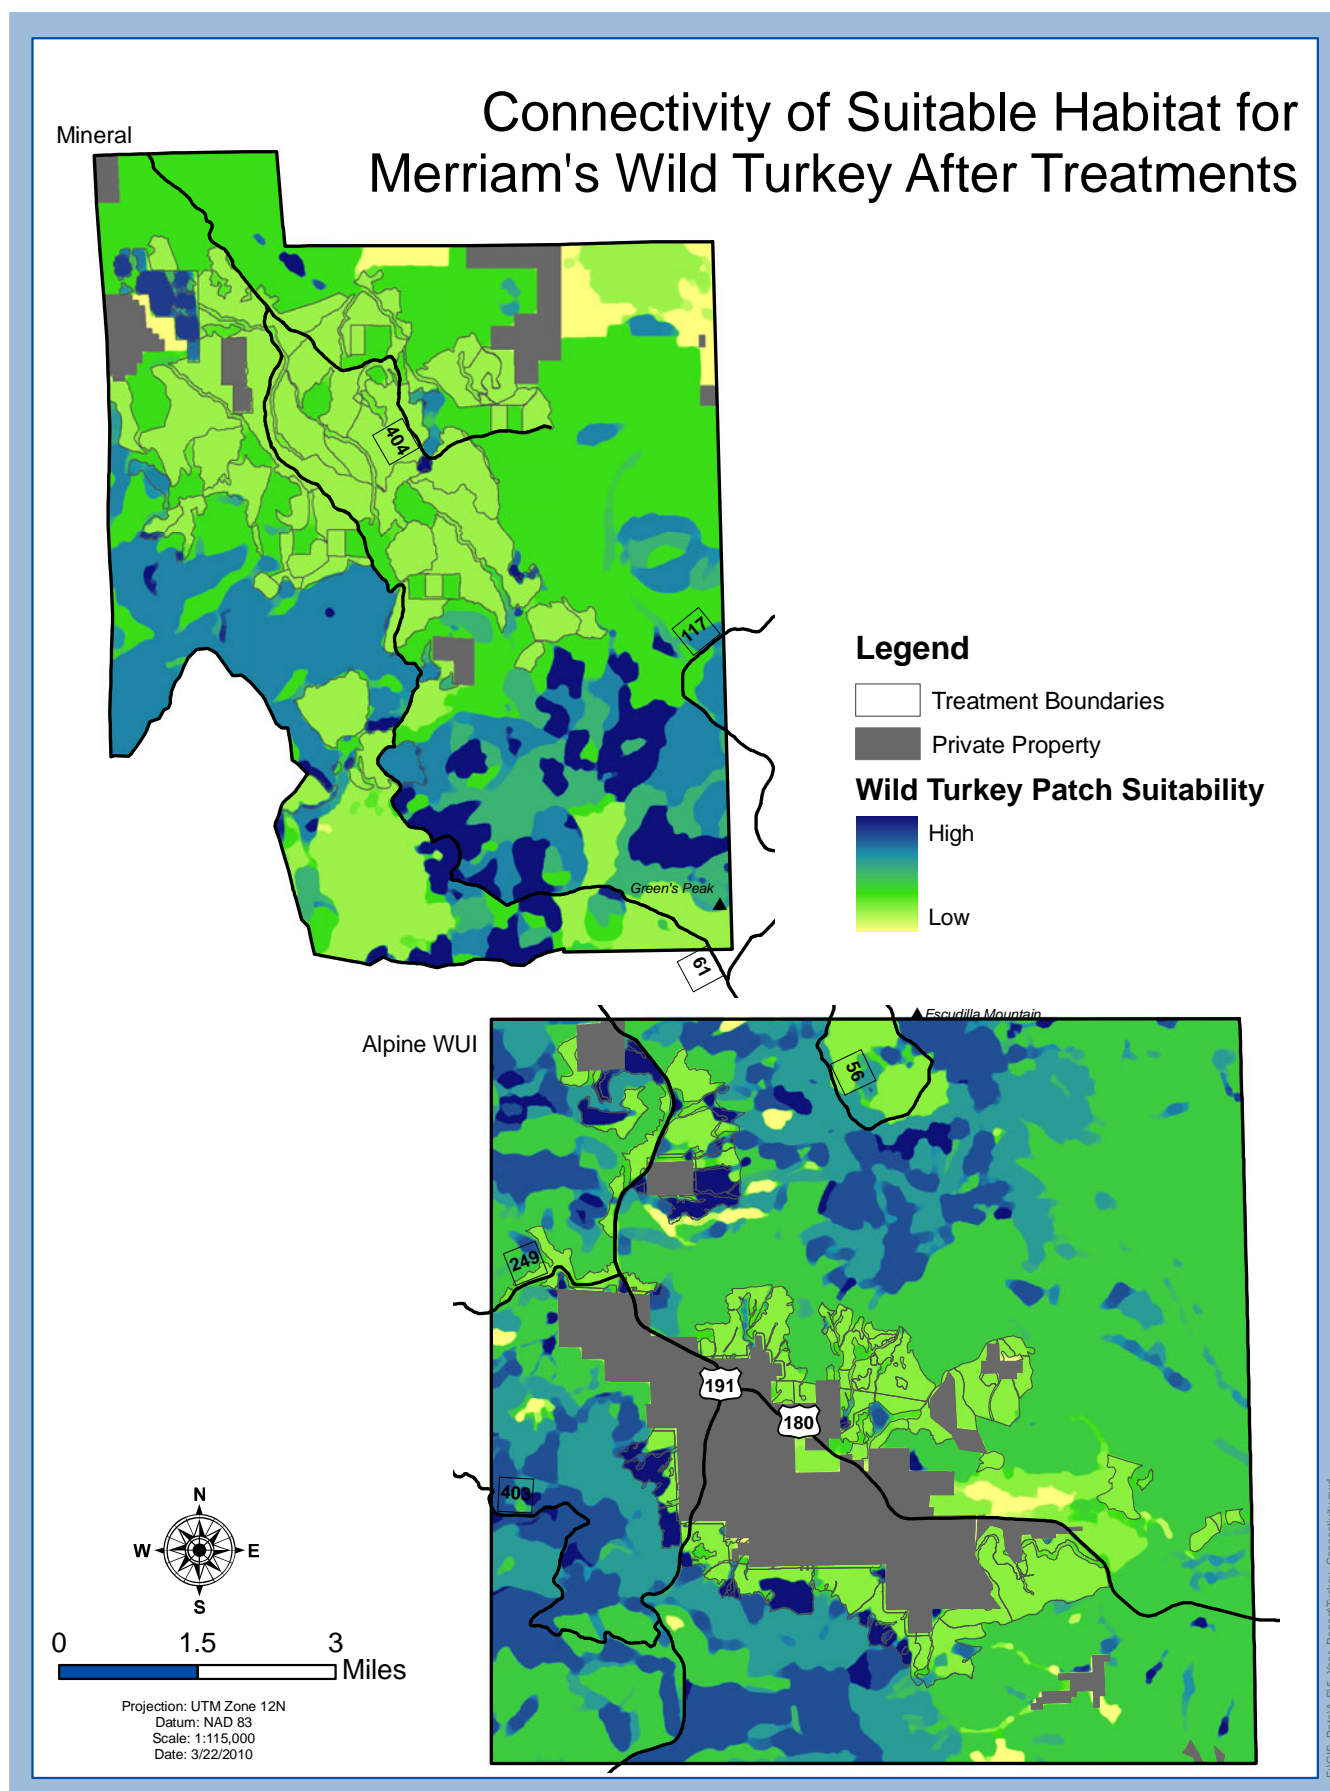 Connectivity of Suitable Habitat for
Merriam's Wild Turkey After Treatments
Mineral
404
117
Legend
Treatment Boundaries
Private Property
Wild Turkey Patch Suitability
High
Low
Green's Peak
61
Escudilla Mountain
Alpine WUI
56
249
191
180
403
N
W E
S
0 1.5 3
Miles
Projection: UTM Zone 12N
Datum: NAD 83
Scale: 1:115,000
Date: 3/22/2010